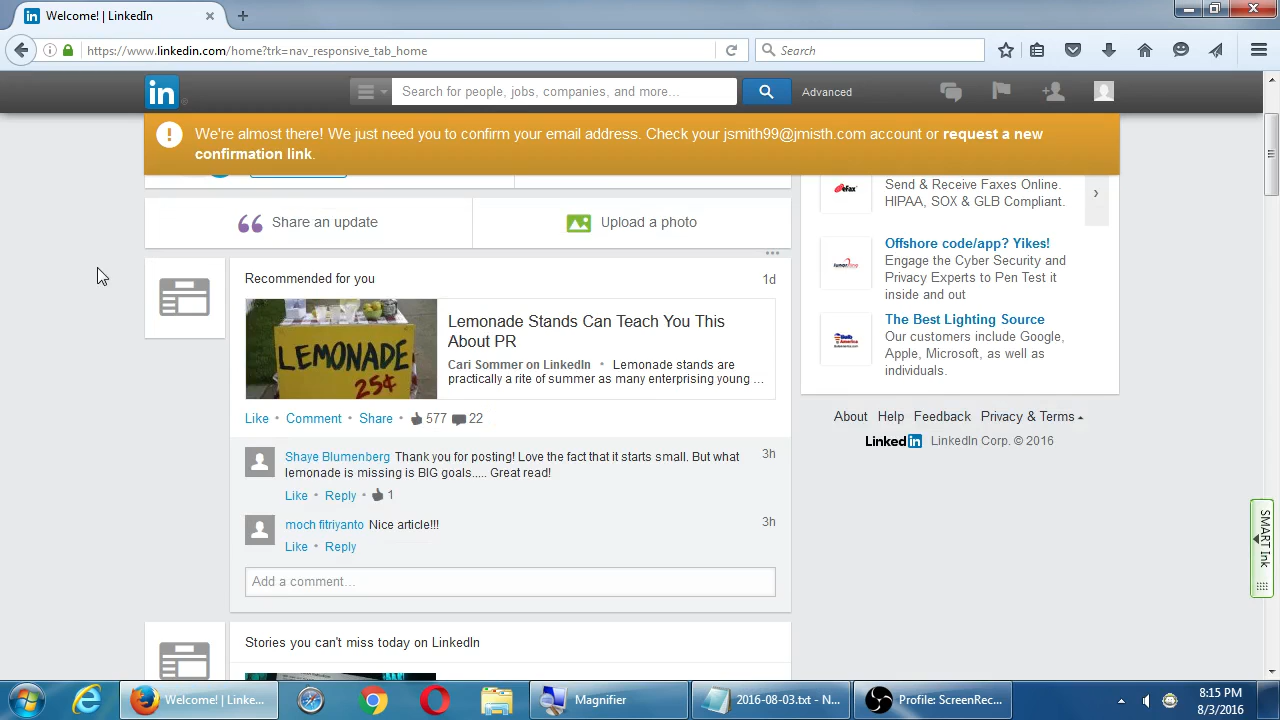 Welcome! | LinkedIn
https://www.linkedin.com/home?trk=nav_responsive_tab_home
Search
in
Search for people, jobs, companies, and more...
Advanced
We're almost there! We just need you to confirm your email address. Check your jsmith99@jmisth.com account or request a new
confirmation link.
Share an update
Upload a photo
eFax
Send & Receive Faxes Online.
HIPAA, SOX & GLB Compliant.
Offshore code/app? Yikes!
Engage the Cyber Security and
Privacy Experts to Pen Test it
inside and out
The Best Lighting Source
Our customers include Google,
Apple, Microsoft, as well as
individuals.
About Help Feedback Privacy & Terms
LinkedIn LinkedIn Corp. © 2016
Recommended for you
1d
LEMONADE
25¢
Lemonade Stands Can Teach You This
About PR
Cari Sommer on LinkedIn • Lemonade stands are
practically a rite of summer as many enterprising young ...
Like • Comment • Share • 577 22
Shaye Blumenberg Thank you for posting! Love the fact that it starts small. But what
lemonade is missing is BIG goals..... Great read!
3h
Like • Reply • 1
moch fitriyanto Nice article!!!
3h
Like • Reply
Add a comment...
Stories you can't miss today on LinkedIn
SMART Ink
Welcome! | Linke...
Magnifier
2016-08-03.txt - N...
Profile: ScreenRec...
8:15 PM
8/3/2016